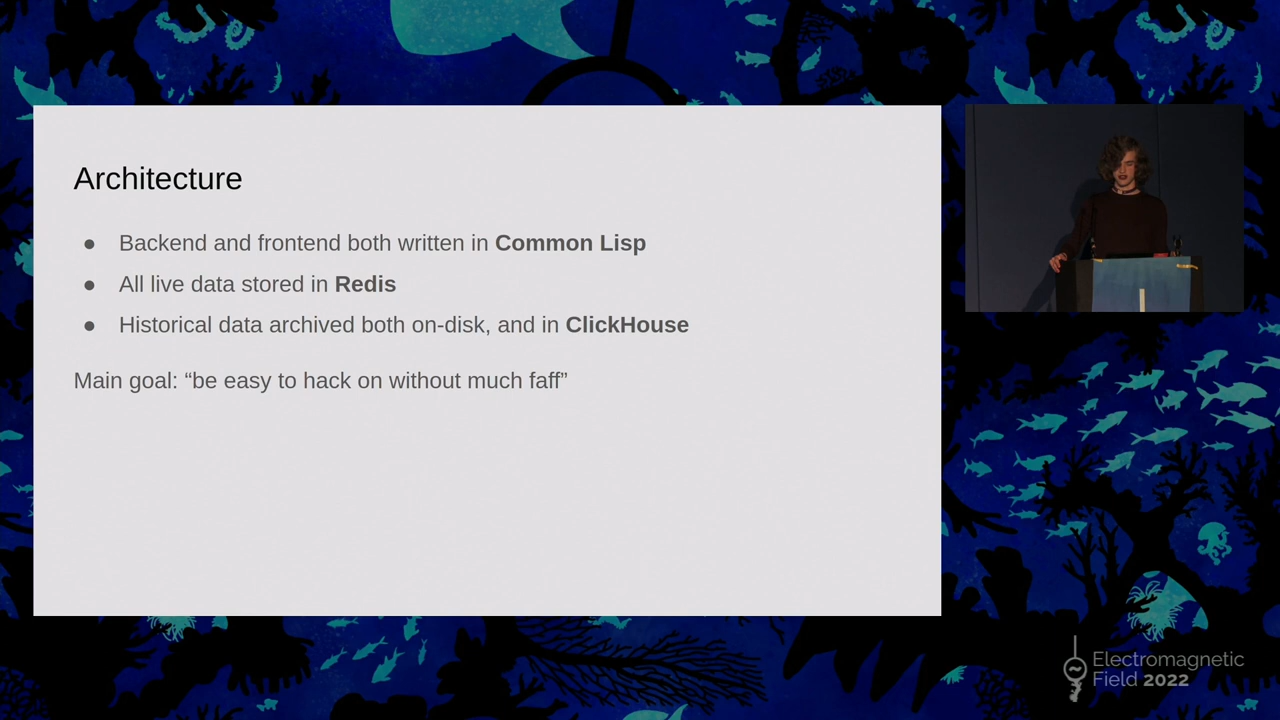 Architecture
● Backend and frontend both written in Common Lisp
● All live data stored in Redis
● Historical data archived both on-disk, and in ClickHouse
Main goal: “be easy to hack on without much faff”
Electromagnetic
Field 2022